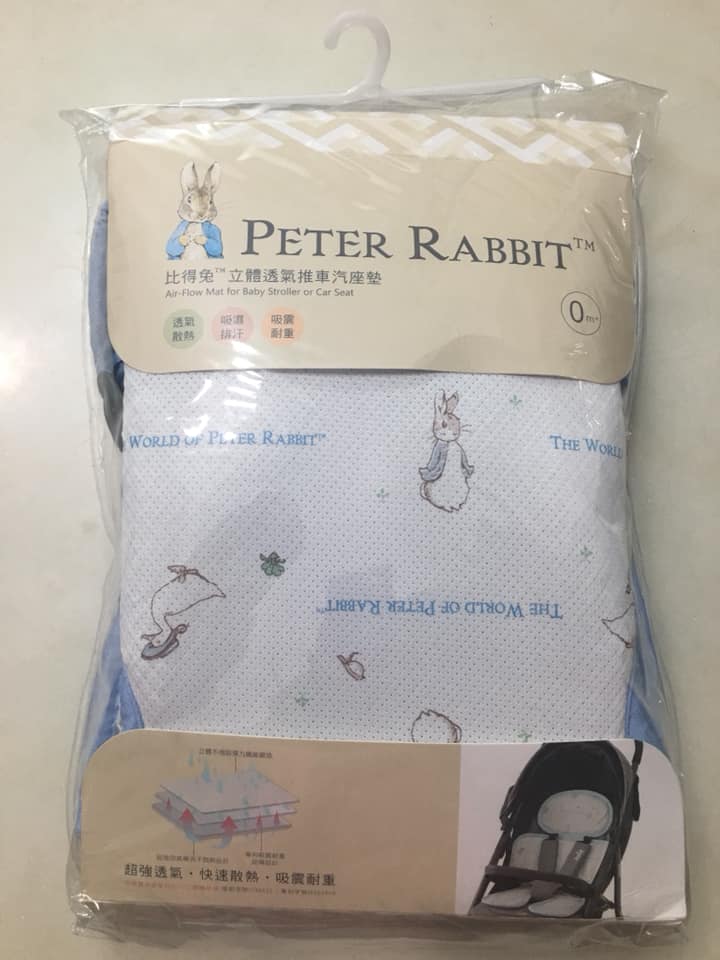 PETER RABBIT™
比得兔™立體透氣推車汽座墊
Air-Flow Mat for Baby Stroller or Car Seat
透氣
散熱
吸濕
排汗
吸震
耐重
0m+
WORLD OF PETER RABBIT™
THE WORLD
THE WORLD OF PETER RABBIT™
超強透氣・快速散熱・吸震耐重